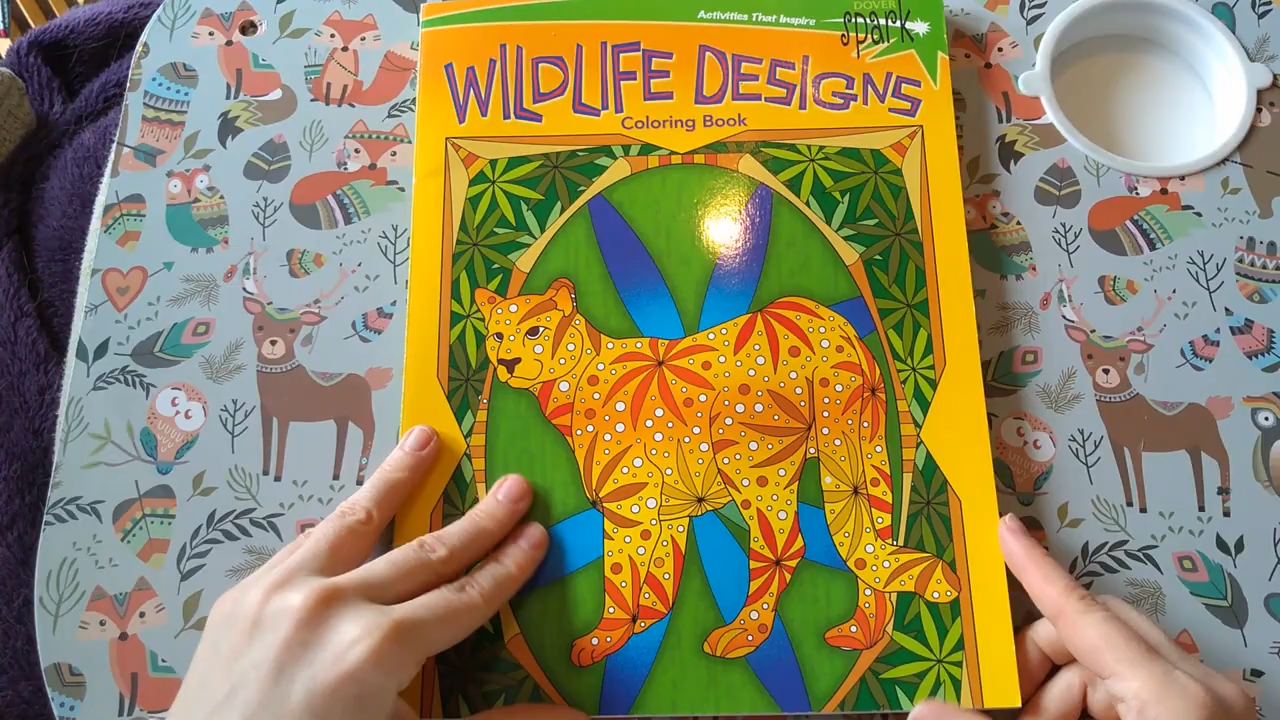 Activities That Inspire
DOVER
spark
WILDLIFE DESIGNS
Coloring Book